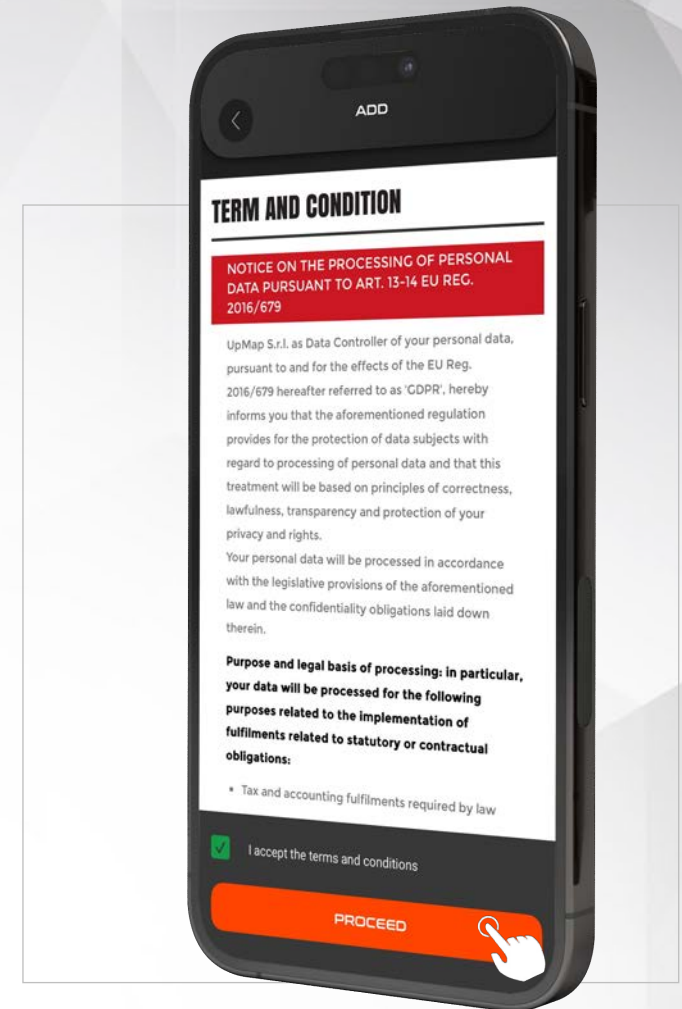 ADD
TERM AND CONDITION
NOTICE ON THE PROCESSING OF PERSONAL
DATA PURSUANT TO ART. 13-14 EU REG.
2016/679
UpMap S.r.l. as Data Controller of your personal data,
pursuant to and for the effects of the EU Reg.
2016/679 hereafter referred to as 'GDPR', hereby
informs you that the aforementioned regulation
provides for the protection of data subjects with
regard to processing of personal data and that this
treatment will be based on principles of correctness,
lawfulness, transparency and protection of your
privacy and rights.
Your personal data will be processed in accordance
with the legislative provisions of the aforementioned
law and the confidentiality obligations laid down
therein.
Purpose and legal basis of processing: in particular,
your data will be processed for the following
purposes related to the implementation of
fulfilments related to statutory or contractual
obligations:
• Tax and accounting fulfilments required by law
I accept the terms and conditions
PROCEED